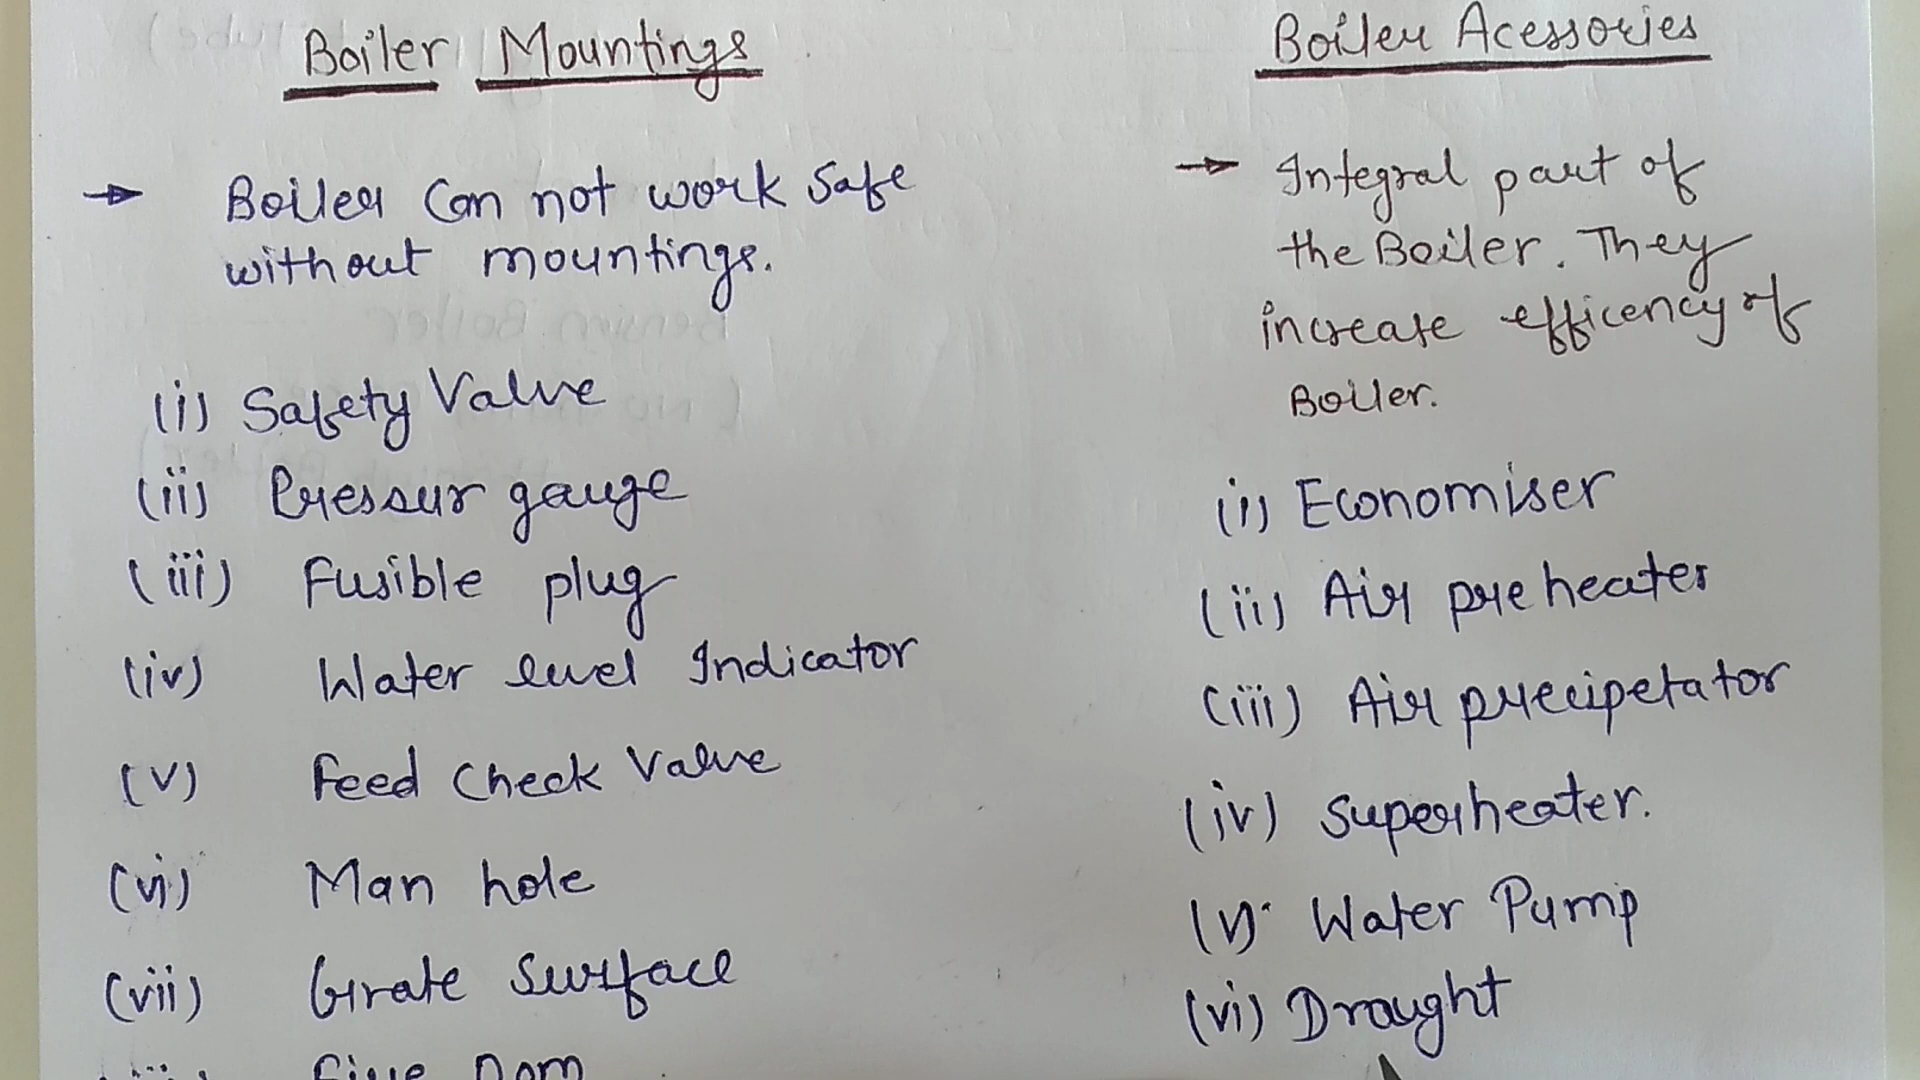 Boiler Mountings
→ Boiler Can not work Safe
without mountings.
(i) Safety Valve
(ii) Pressur gauge
(iii) Fusible plug
(iv) Water level Indicator
(v) Feed Check Valve
(vi) Man hole
(vii) Grate Surface
Boiler Acessories
→ Integral part of
the Boiler. They
increase efficency of
Boiler.
(i) Economiser
(ii) Air preheater
(iii) Air precipetator
(iv) Superheater.
(v). Water Pump
(vi) Drought